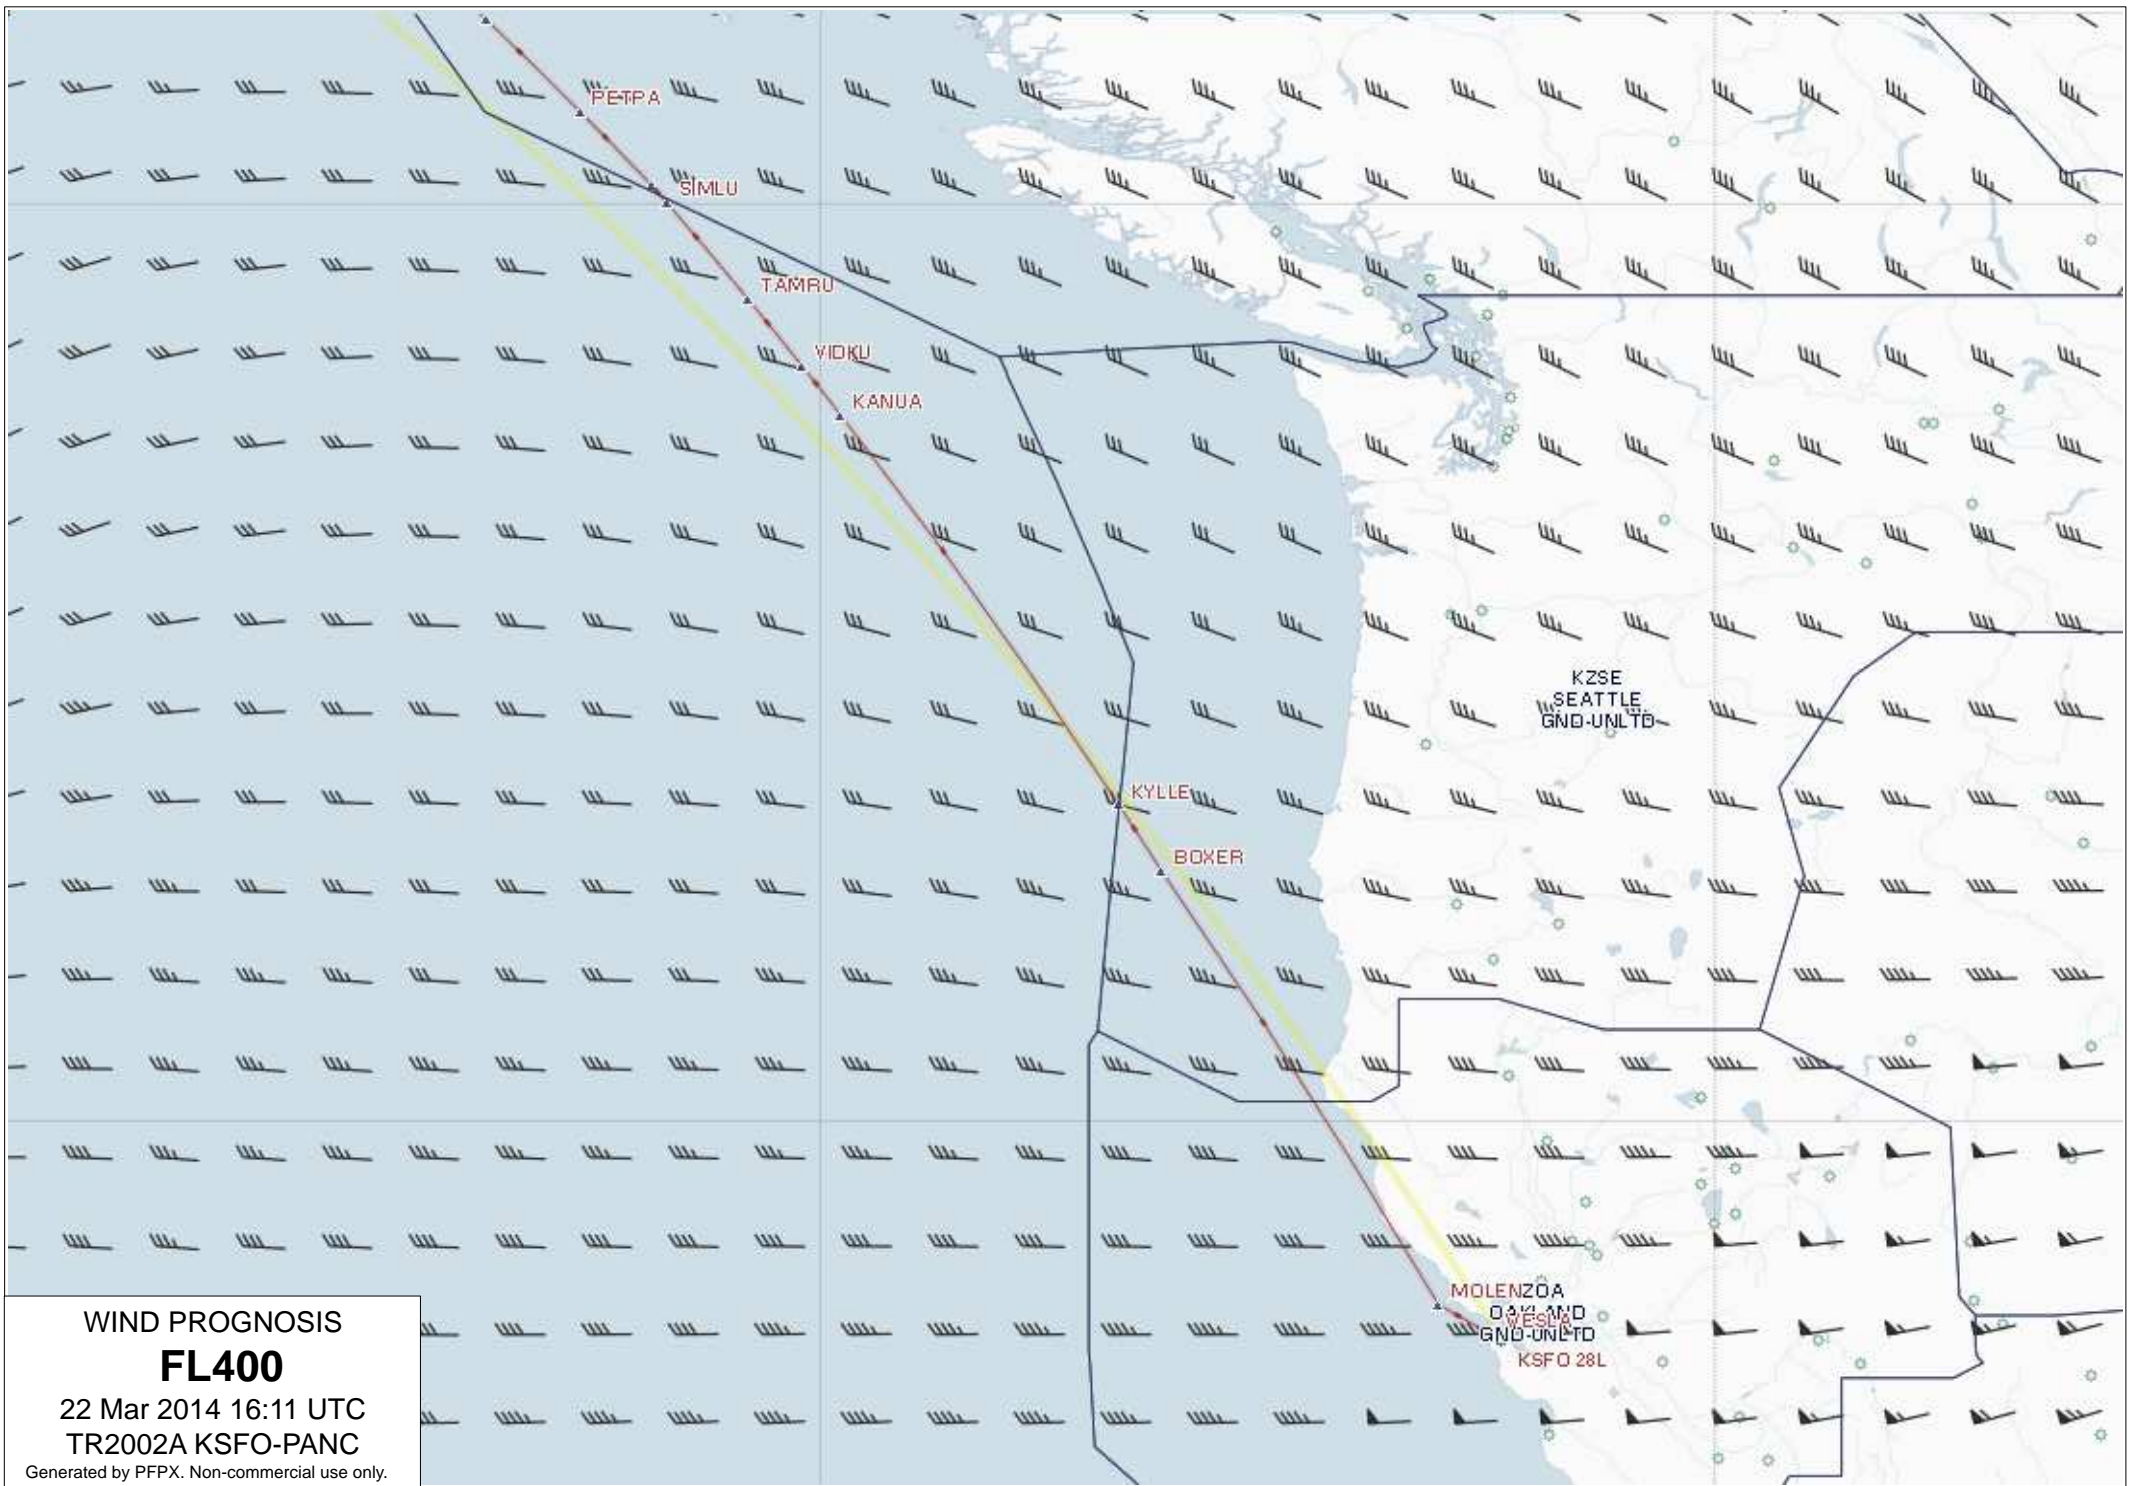 PETPA
SIMLU
TAMRU
VIDKU
KANUA
KZSE
SEATTLE
GND-UNLTD
KYLLE
BOXER
MOLEN
ZOA
OAKLAND
WESLA
GND-UNLTD
KSFO 28L
WIND PROGNOSIS
FL400
22 Mar 2014 16:11 UTC
TR2002A KSFO-PANC
Generated by PFPX. Non-commercial use only.